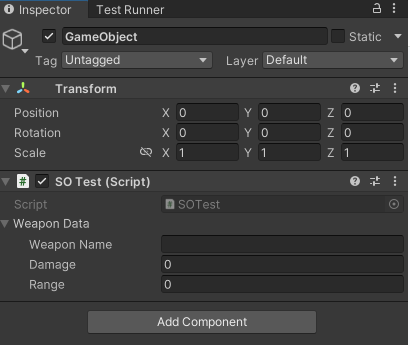 Inspector Test Runner
GameObject Static
Tag Untagged Layer Default
Transform
Position X 0 Y 0 Z 0
Rotation X 0 Y 0 Z 0
Scale X 1 Y 1 Z 1
# SO Test (Script)
Script # SOTest
Weapon Data
Weapon Name
Damage 0
Range 0
Add Component